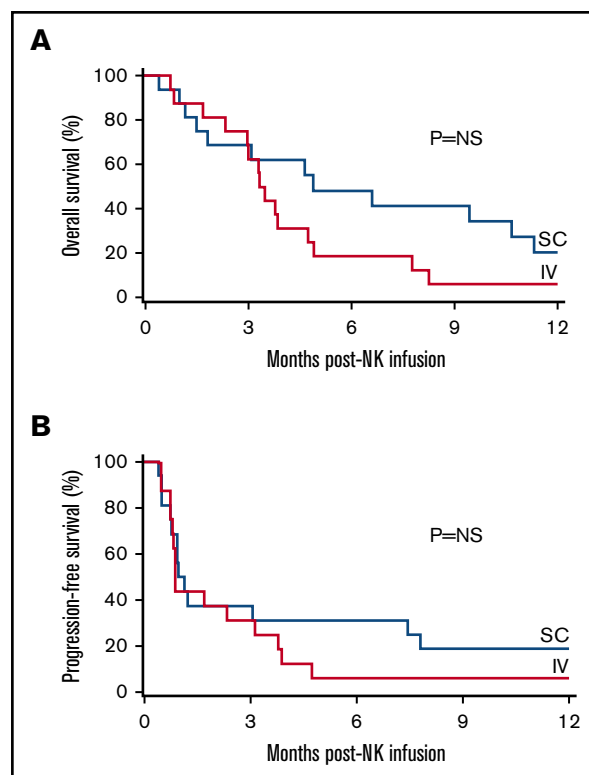 A
Overall survival (%)
100
80
60
40
20
0
P=NS
SC
IV
0 3 6 9 12
Months post-NK infusion
B
Progression-free survival (%)
100
80
60
40
20
0
P=NS
SC
IV
0 3 6 9 12
Months post-NK infusion